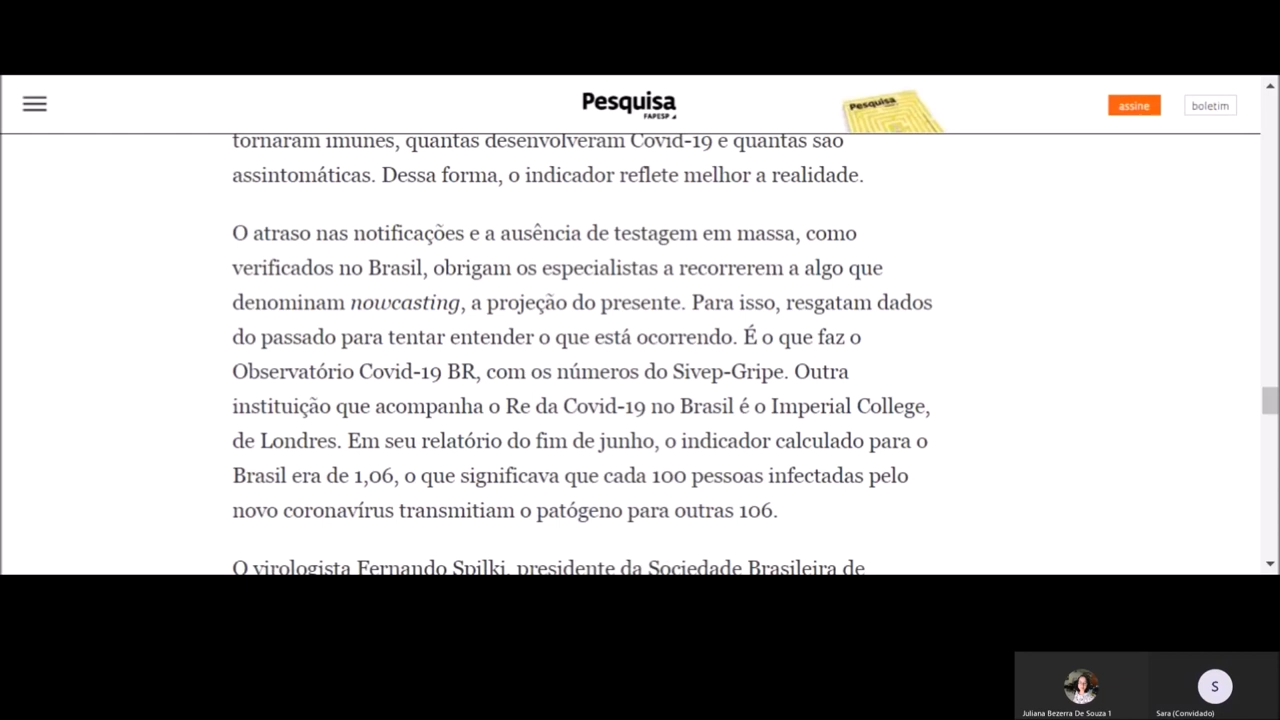 Pesquisa
FAPESP
Pesquisa
assine
boletim
tornaram imunes, quantas desenvolveram Covid-19 e quantas são
assintomáticas. Dessa forma, o indicador reflete melhor a realidade.
O atraso nas notificações e a ausência de testagem em massa, como
verificados no Brasil, obrigam os especialistas a recorrerem a algo que
denominam nowcasting, a projeção do presente. Para isso, resgatam dados
do passado para tentar entender o que está ocorrendo. É o que faz o
Observatório Covid-19 BR, com os números do Sivep-Gripe. Outra
instituição que acompanha o Re da Covid-19 no Brasil é o Imperial College,
de Londres. Em seu relatório do fim de junho, o indicador calculado para o
Brasil era de 1,06, o que significava que cada 100 pessoas infectadas pelo
novo coronavírus transmitiam o patógeno para outras 106.
O virologista Fernando Spilki, presidente da Sociedade Brasileira de
S
Juliana Bezerra De Souza 1
Sara (Convidado)